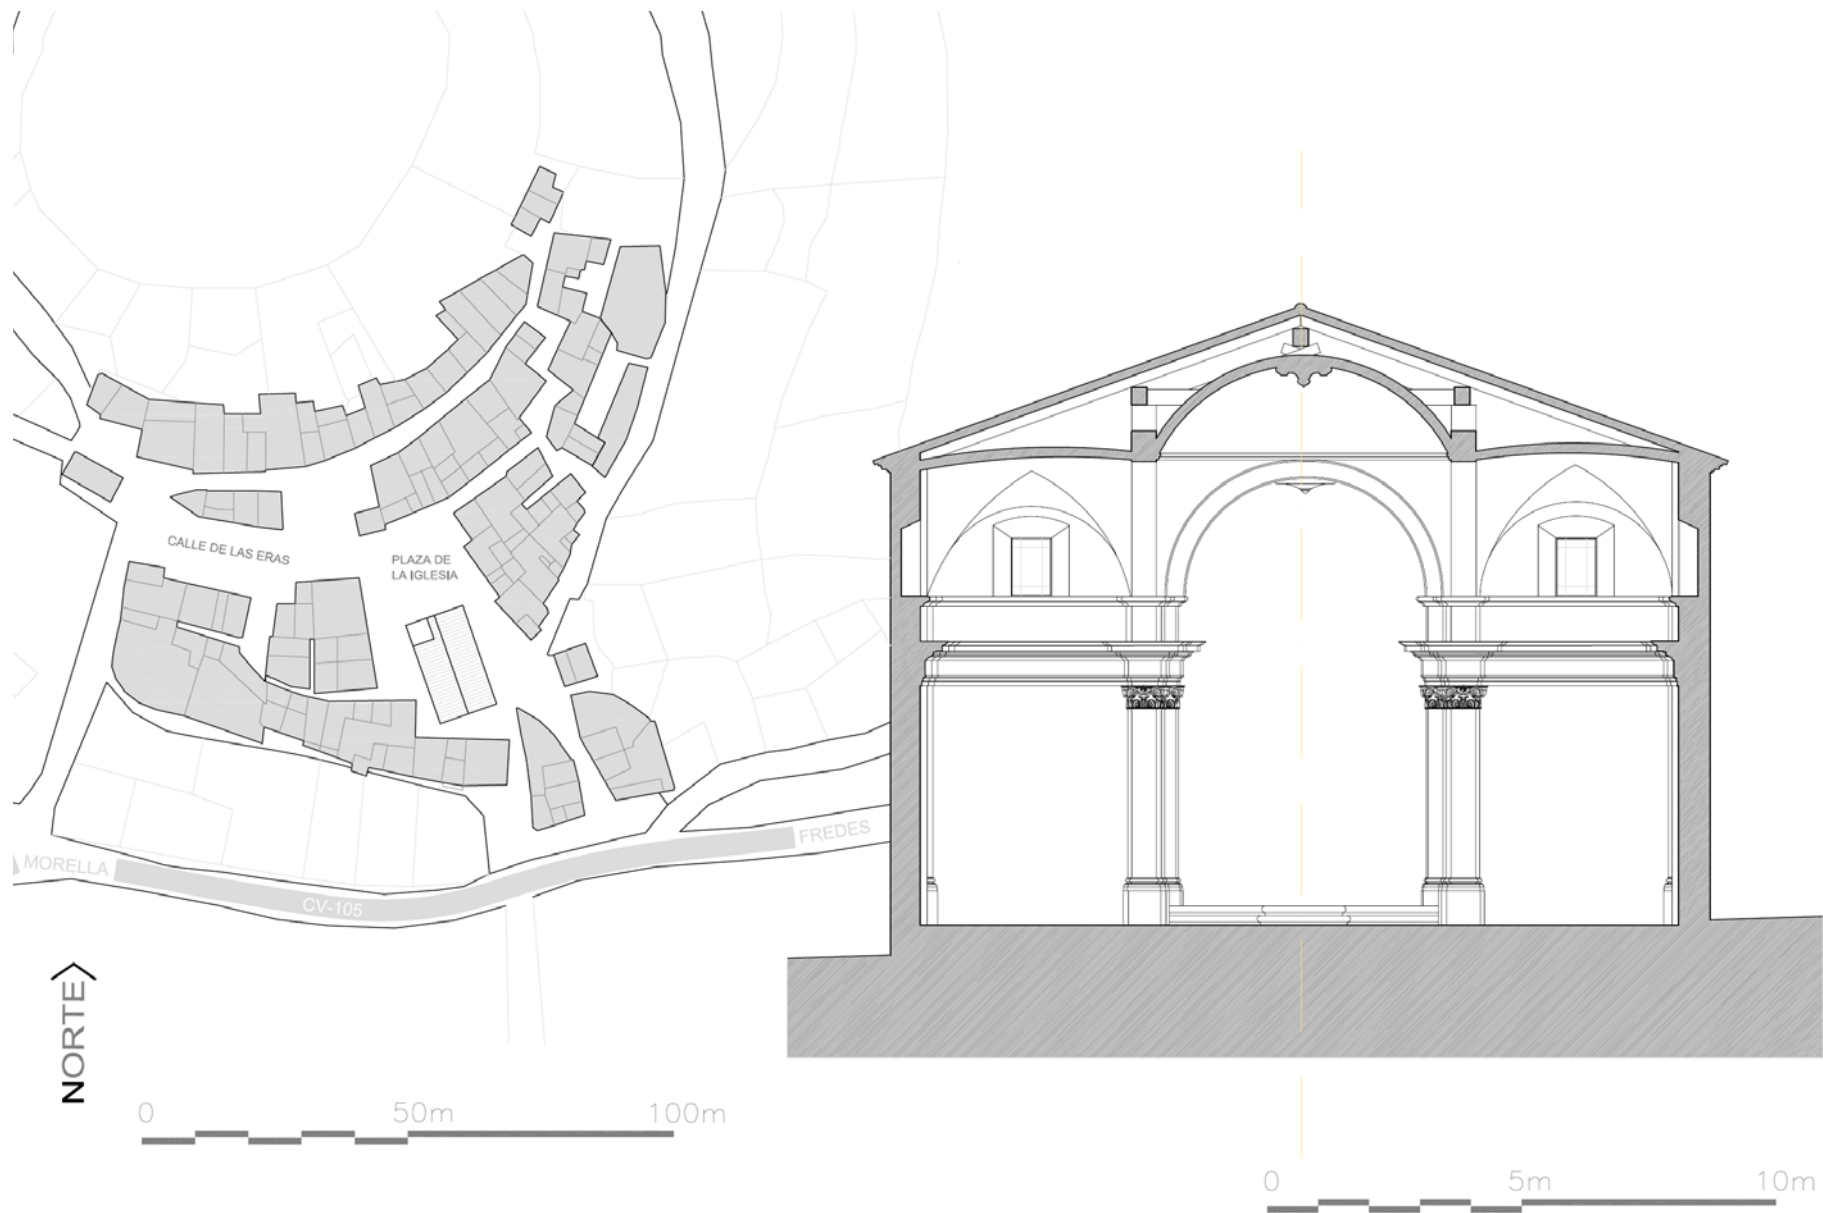 CALLE DE LAS ERAS
PLAZA DE
LA IGLESIA
MORELLA
CV-105
FREDES
NORTE
0 50m 100m
0 5m 10m